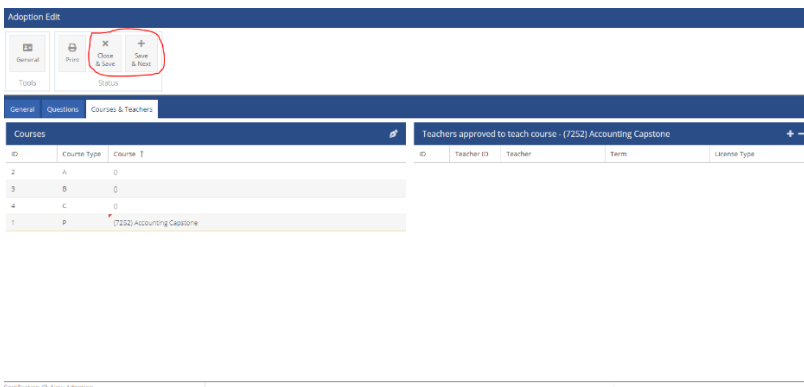 Adoption Edit
General
Print
Close
& Save
Save
& Next
Tools
Status
General Questions Courses & Teachers
Courses
ID Course Type Course
2 A ()
3 B ()
4 C ()
1 P (7252) Accounting Capstone
Teachers approved to teach course - (7252) Accounting Capstone
ID Teacher ID Teacher Term License Type